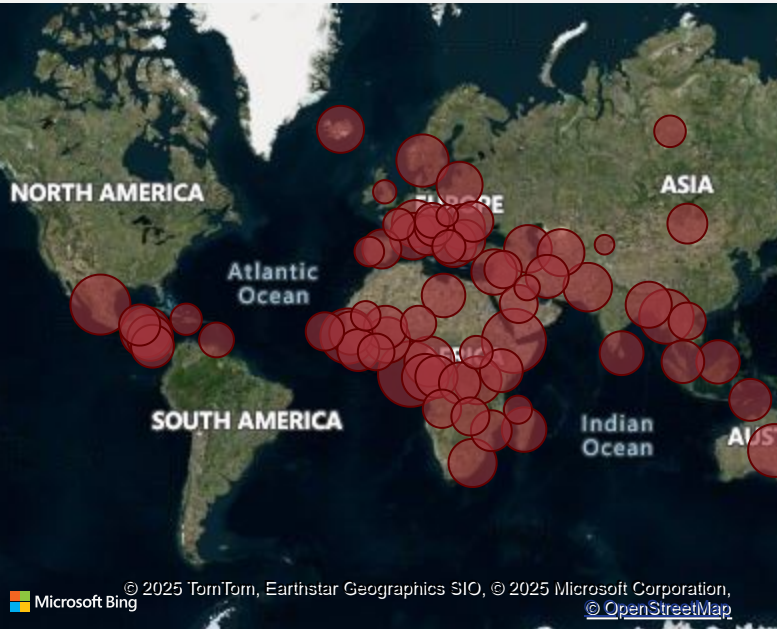 NORTH AMERICA
ASIA
EUROPE
Atlantic
Ocean
SOUTH AMERICA
Indian
Ocean
© 2025 TomTom, Earthstar Geographics SIO, © 2025 Microsoft Corporation,
Microsoft Bing
© OpenStreetMap